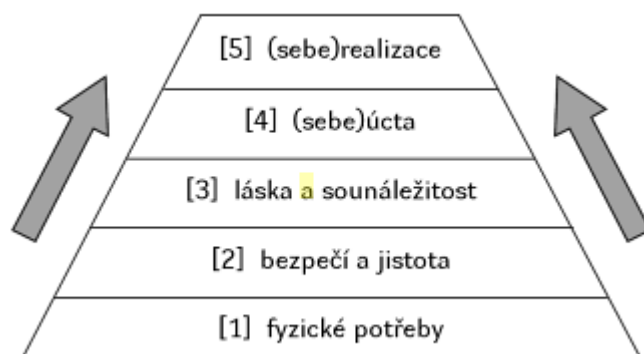 [5] (sebe)realizace
[4] (sebe)úcta
[3] láska a sounáležitost
[2] bezpečí a jistota
[1] fyzické potřeby